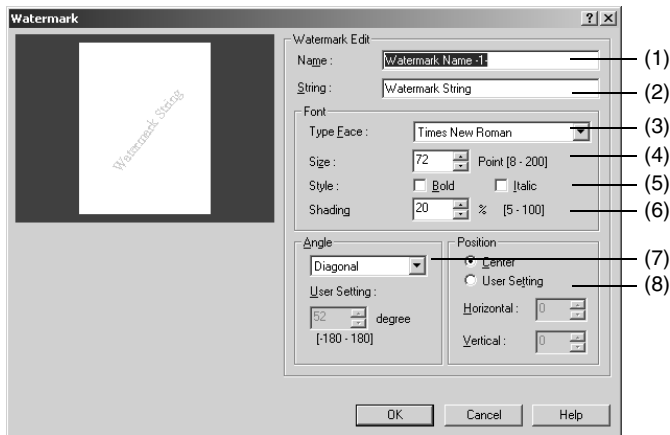 Watermark
Watermark String
Watermark Edit
Name :
Watermark Name -1-
(1)
String :
Watermark String
(2)
Font
Type Face :
Times New Roman
(3)
Size :
72
Point [8 - 200]
(4)
Style :
Bold
Italic
(5)
Shading
20
%
[5 - 100]
(6)
Angle
Diagonal
(7)
User Setting :
52
degree
[-180 - 180]
Position
Center
User Setting
(8)
Horizontal :
0
Vertical :
0
OK
Cancel
Help